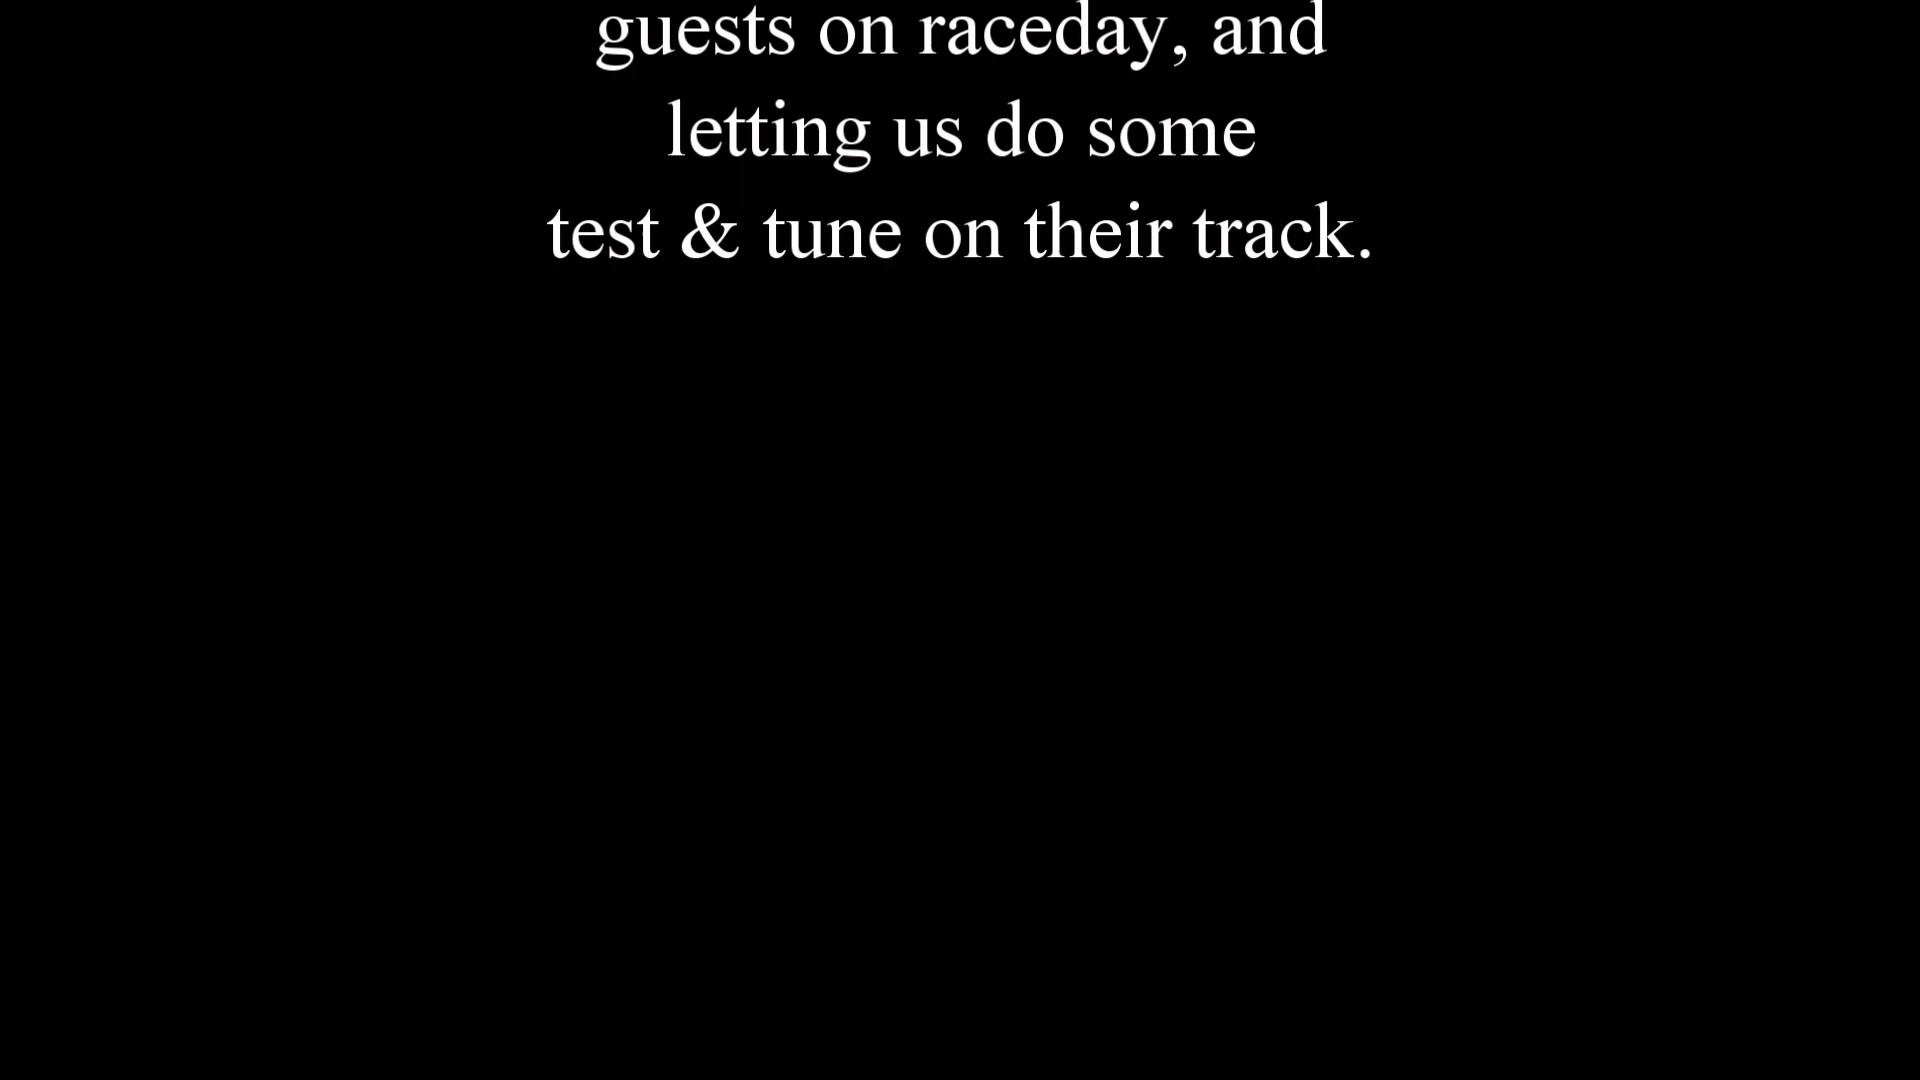 guests on raceday, and
letting us do some
test & tune on their track.